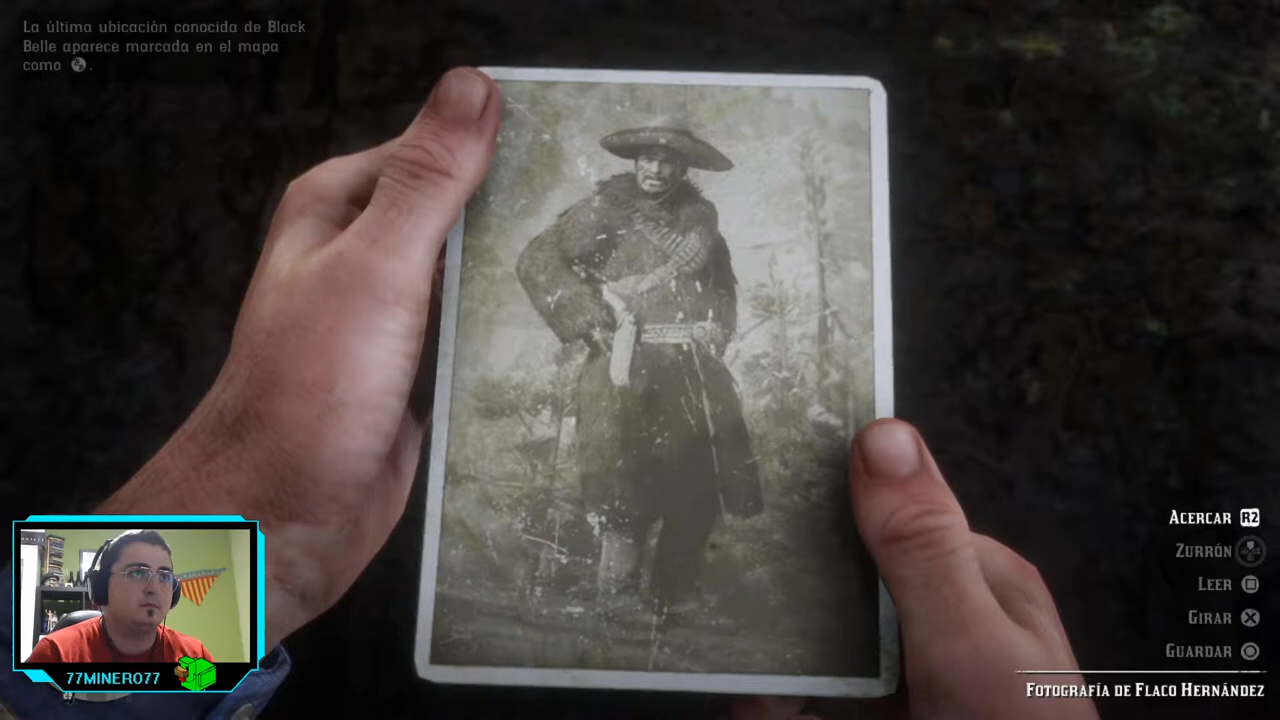 La última ubicación conocida de Black
Belle aparece marcada en el mapa
como .
ACERCAR R2
ZURRÓN
LEER
GIRAR
GUARDAR
FOTOGRAFÍA DE FLACO HERNÁNDEZ
77MINERO77